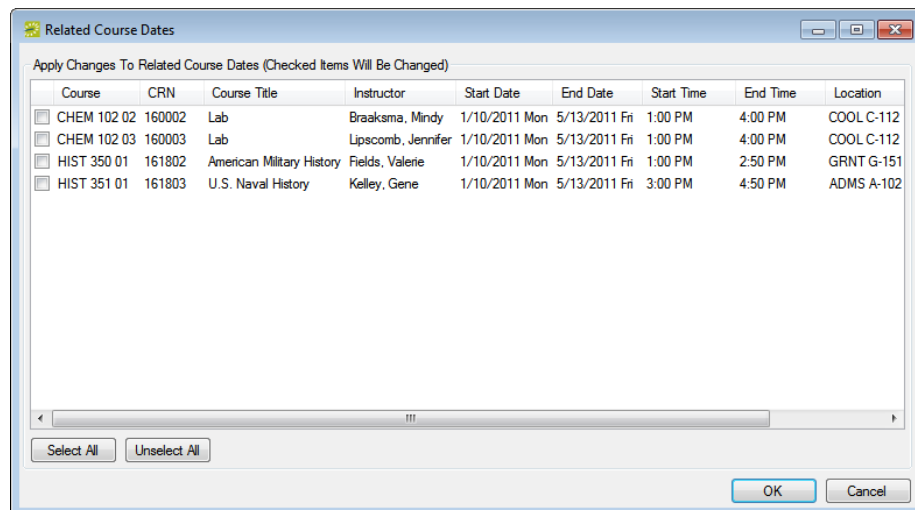 Related Course Dates
Apply Changes To Related Course Dates (Checked Items Will Be Changed)
Course CRN Course Title Instructor Start Date End Date Start Time End Time Location
CHEM 102 02 160002 Lab Braaksma, Mindy 1/10/2011 Mon 5/13/2011 Fri 1:00 PM 4:00 PM COOL C-112
CHEM 102 03 160003 Lab Lipscomb, Jennifer 1/10/2011 Mon 5/13/2011 Fri 1:00 PM 4:00 PM COOL C-112
HIST 350 01 161802 American Military History Fields, Valerie 1/10/2011 Mon 5/13/2011 Fri 1:00 PM 2:50 PM GRNT G-151
HIST 351 01 161803 U.S. Naval History Kelley, Gene 1/10/2011 Mon 5/13/2011 Fri 3:00 PM 4:50 PM ADMS A-102
Select All Unselect All
OK Cancel